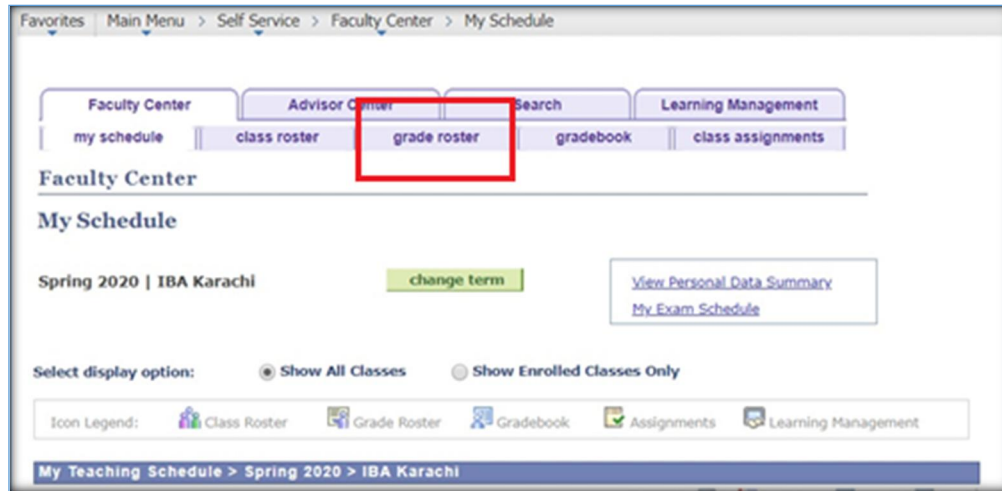 Favorites Main Menu > Self Service > Faculty Center > My Schedule
Faculty Center Advisor Center Search Learning Management
my schedule class roster grade roster gradebook class assignments
Faculty Center
My Schedule
Spring 2020 | IBA Karachi change term View Personal Data Summary
My Exam Schedule
Select display option: Show All Classes Show Enrolled Classes Only
Icon Legend: Class Roster Grade Roster Gradebook Assignments Learning Management
My Teaching Schedule > Spring 2020 > IBA Karachi